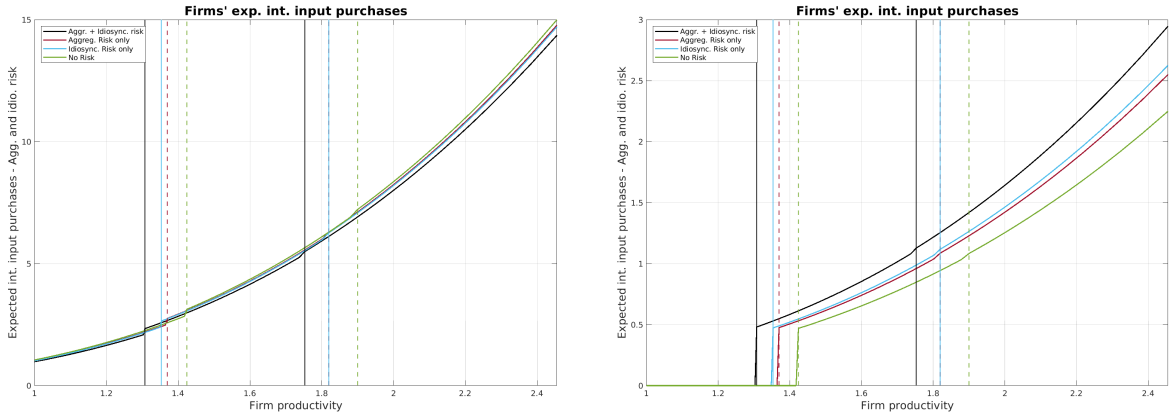 Firms' exp. int. input purchases
Aggr. + Idiosync. risk
Aggreg. Risk only
Idiosync. Risk only
No Risk
Expected int. input purchases - Agg. and idio. risk
15
10
5
0
1
1.2
1.4
1.6
1.8
2
2.2
2.4
Firm productivity
Firms' exp. int. input purchases
Aggr. + Idiosync. risk
Aggreg. Risk only
Idiosync. Risk only
No Risk
Expected int. input purchases - Agg. and idio. risk
3
2.5
2
1.5
1
0.5
0
1
1.2
1.4
1.6
1.8
2
2.2
2.4
Firm productivity